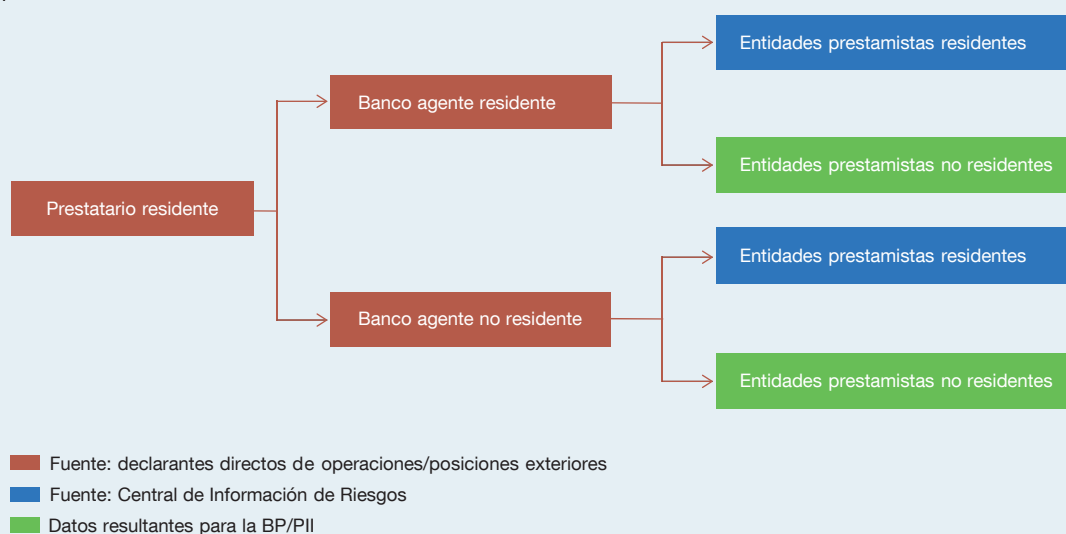 Entidades prestamistas residentes
Banco agente residente
Entidades prestamistas no residentes
Prestatario residente
Entidades prestamistas residentes
Banco agente no residente
Entidades prestamistas no residentes
Fuente: declarantes directos de operaciones/posiciones exteriores
Fuente: Central de Información de Riesgos
Datos resultantes para la BP/PII